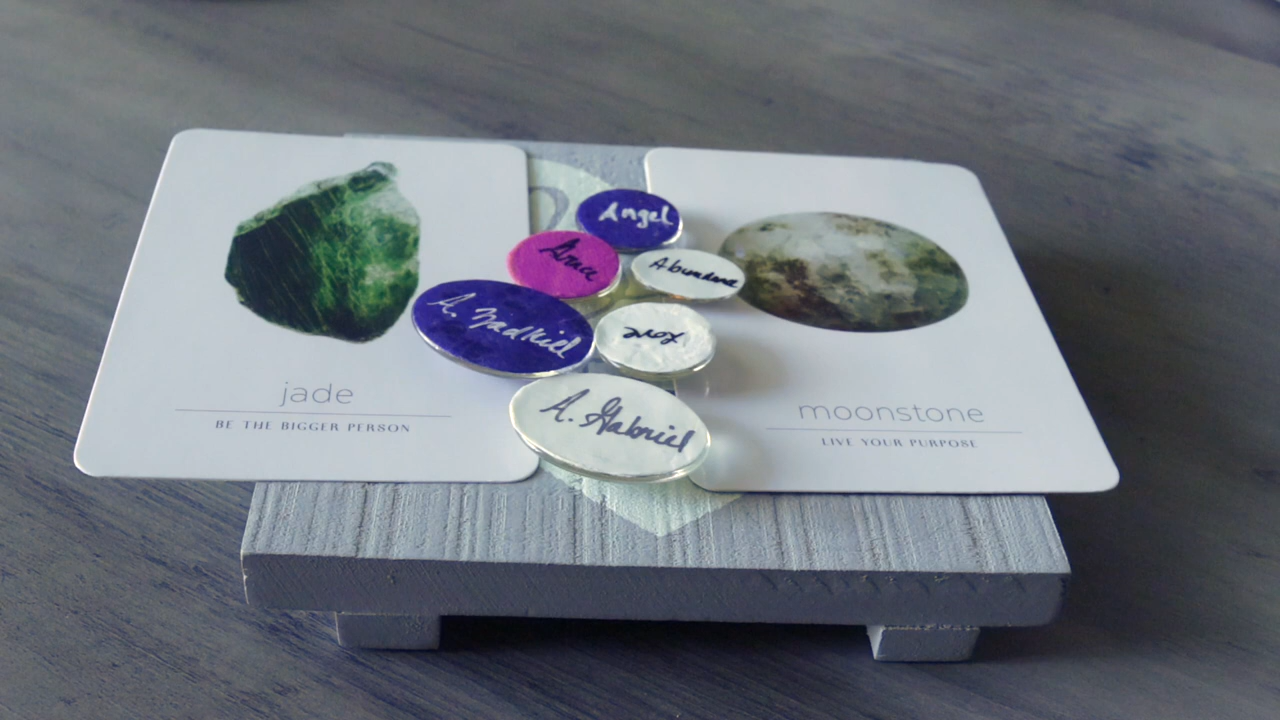 Angel
A. Zadkiel
A. Gabriel
jade
BE THE BIGGER PERSON
moonstone
LIVE YOUR PURPOSE